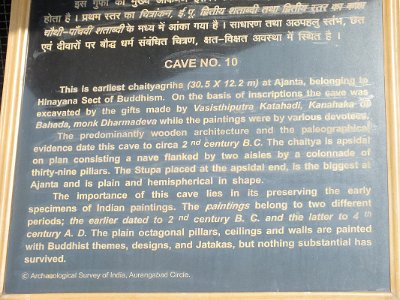 इस गुफा का मुख्य
होता है। प्रथम स्तर का चित्रांकन, ई.पू. द्वितीय शताब्दी तथा द्वितीय स्तर का काल
चौथी-पाँचवी शताब्दी के मध्य में आंका गया है। साधारण तथा अठपहलू स्तंभ, छत
एवं दीवारों पर बौद्ध धर्म संबंधित चित्रण, क्षत-विक्षत अवस्था में स्थित है।
CAVE NO. 10
This is earliest chaityagriha (30.5 X 12.2 m) at Ajanta, belonging to
Hinayana Sect of Buddhism. On the basis of inscriptions the cave was
excavated by the gifts made by Vasisthiputra Katahadi, Kanahaka of
Bahada, monk Dharmadeva while the paintings were by various devotees.
The predominantly wooden architecture and the paleographical
evidence date this cave to circa 2nd century B.C. The chaitya is apsidal
on plan consisting a nave flanked by two aisles by a colonnade of
thirty-nine pillars. The Stupa placed at the apsidal end, is the biggest at
Ajanta and is plain and hemispherical in shape.
The importance of this cave lies in its preserving the early
specimens of Indian paintings. The paintings belong to two different
periods; the earlier dated to 2nd century B. C. and the latter to 4th
century A. D. The plain octagonal pillars, ceilings and walls are painted
with Buddhist themes, designs, and Jatakas, but nothing substantial has
survived.
© Archaeological Survey of India, Aurangabad Circle.